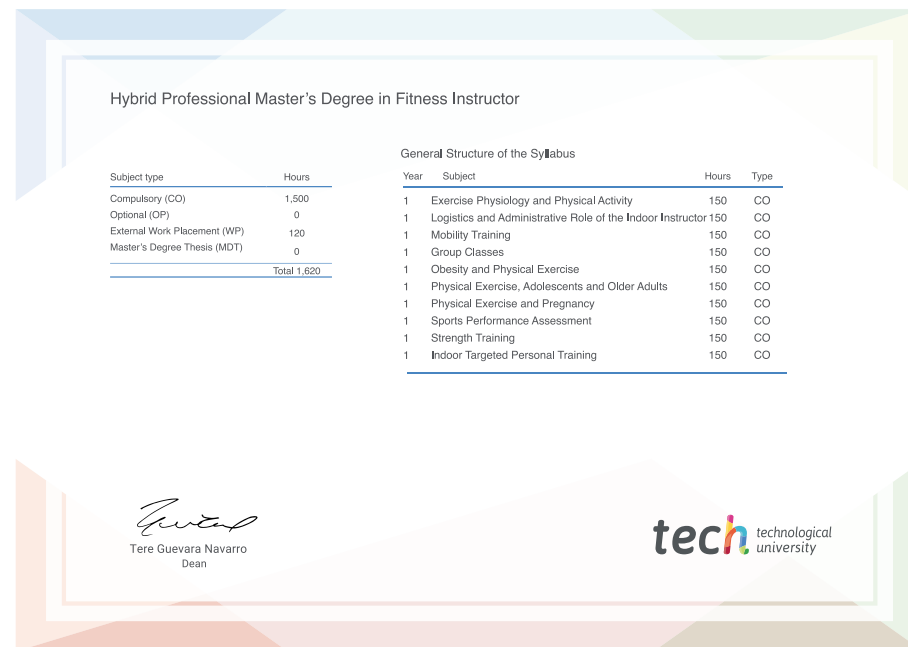 Hybrid Professional Master's Degree in Fitness Instructor
Subject type Hours
Compulsory (CO) 1,500
Optional (OP) 0
External Work Placement (WP) 120
Master's Degree Thesis (MDT) 0
Total 1,620
General Structure of the Syllabus
Year Subject Hours Type
1 Exercise Physiology and Physical Activity 150 CO
1 Logistics and Administrative Role of the Indoor Instructor 150 CO
1 Mobility Training 150 CO
1 Group Classes 150 CO
1 Obesity and Physical Exercise 150 CO
1 Physical Exercise, Adolescents and Older Adults 150 CO
1 Physical Exercise and Pregnancy 150 CO
1 Sports Performance Assessment 150 CO
1 Strength Training 150 CO
1 Indoor Targeted Personal Training 150 CO
Tere Guevara Navarro
Dean
tech technological
university